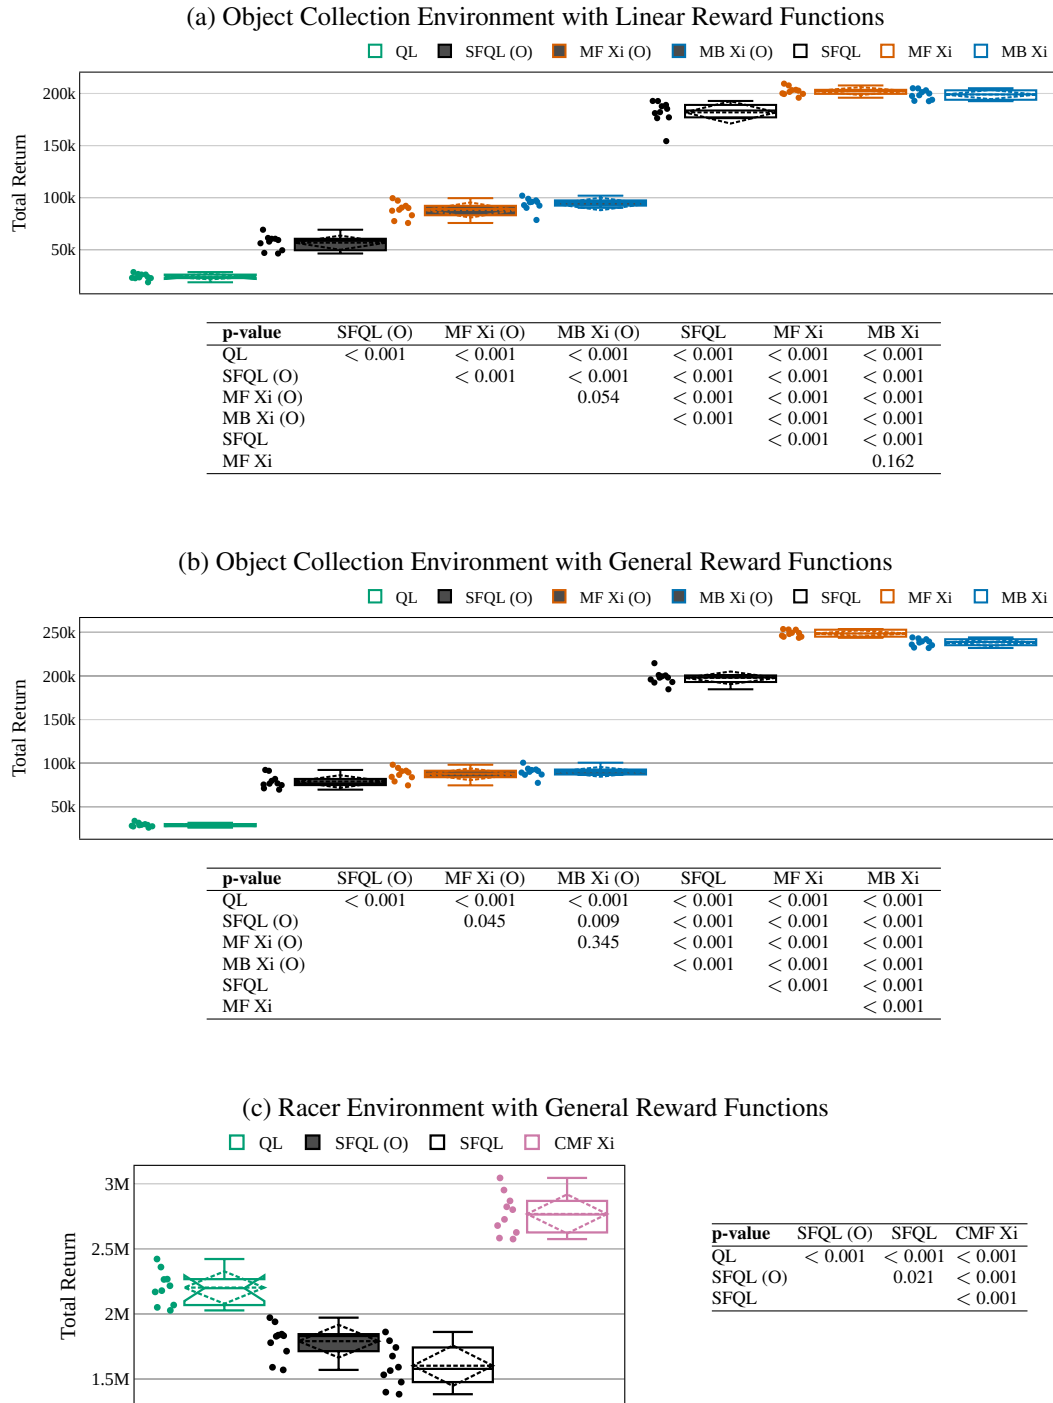 (a) Object Collection Environment with Linear Reward Functions
QL SFQL (O) MF Xi (O) MB Xi (O) SFQL MF Xi MB Xi
Total Return
200k
150k
100k
50k
p-value SFQL (O) MF Xi (O) MB Xi (O) SFQL MF Xi MB Xi
QL < 0.001 < 0.001 < 0.001 < 0.001 < 0.001 < 0.001
SFQL (O) < 0.001 < 0.001 < 0.001 < 0.001 < 0.001
MF Xi (O) 0.054 < 0.001 < 0.001 < 0.001
MB Xi (O) < 0.001 < 0.001 < 0.001
SFQL < 0.001 < 0.001
MF Xi 0.162
(b) Object Collection Environment with General Reward Functions
QL SFQL (O) MF Xi (O) MB Xi (O) SFQL MF Xi MB Xi
Total Return
250k
200k
150k
100k
50k
p-value SFQL (O) MF Xi (O) MB Xi (O) SFQL MF Xi MB Xi
QL < 0.001 < 0.001 < 0.001 < 0.001 < 0.001 < 0.001
SFQL (O) 0.045 0.009 < 0.001 < 0.001 < 0.001
MF Xi (O) 0.345 < 0.001 < 0.001 < 0.001
MB Xi (O) < 0.001 < 0.001 < 0.001
SFQL < 0.001 < 0.001
MF Xi < 0.001
(c) Racer Environment with General Reward Functions
QL SFQL (O) SFQL CMF Xi
Total Return
3M
2.5M
2M
1.5M
p-value SFQL (O) SFQL CMF Xi
QL < 0.001 < 0.001 < 0.001
SFQL (O) 0.021 < 0.001
SFQL < 0.001